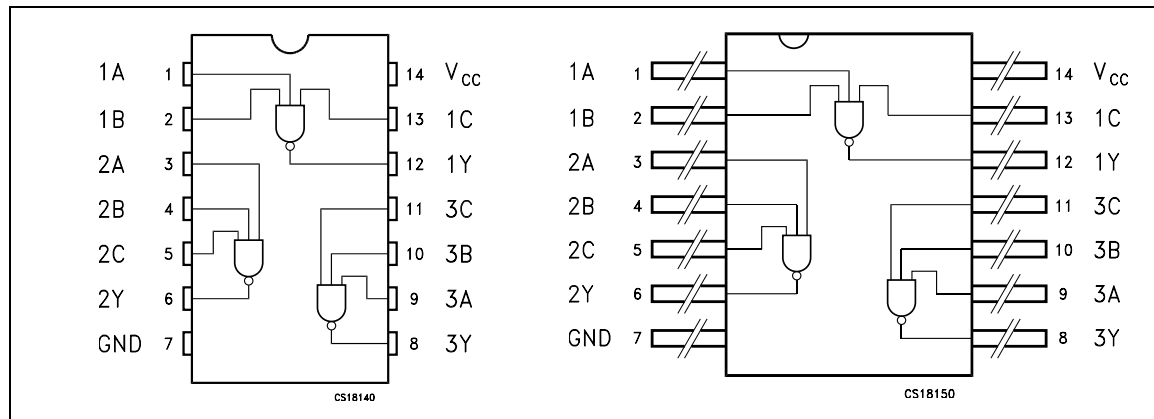 1A 1 14 VCC
1B 2 13 1C
2A 3 12 1Y
2B 4 11 3C
2C 5 10 3B
2Y 6 9 3A
GND 7 8 3Y
CS18140
1A 1 14 VCC
1B 2 13 1C
2A 3 12 1Y
2B 4 11 3C
2C 5 10 3B
2Y 6 9 3A
GND 7 8 3Y
CS18150